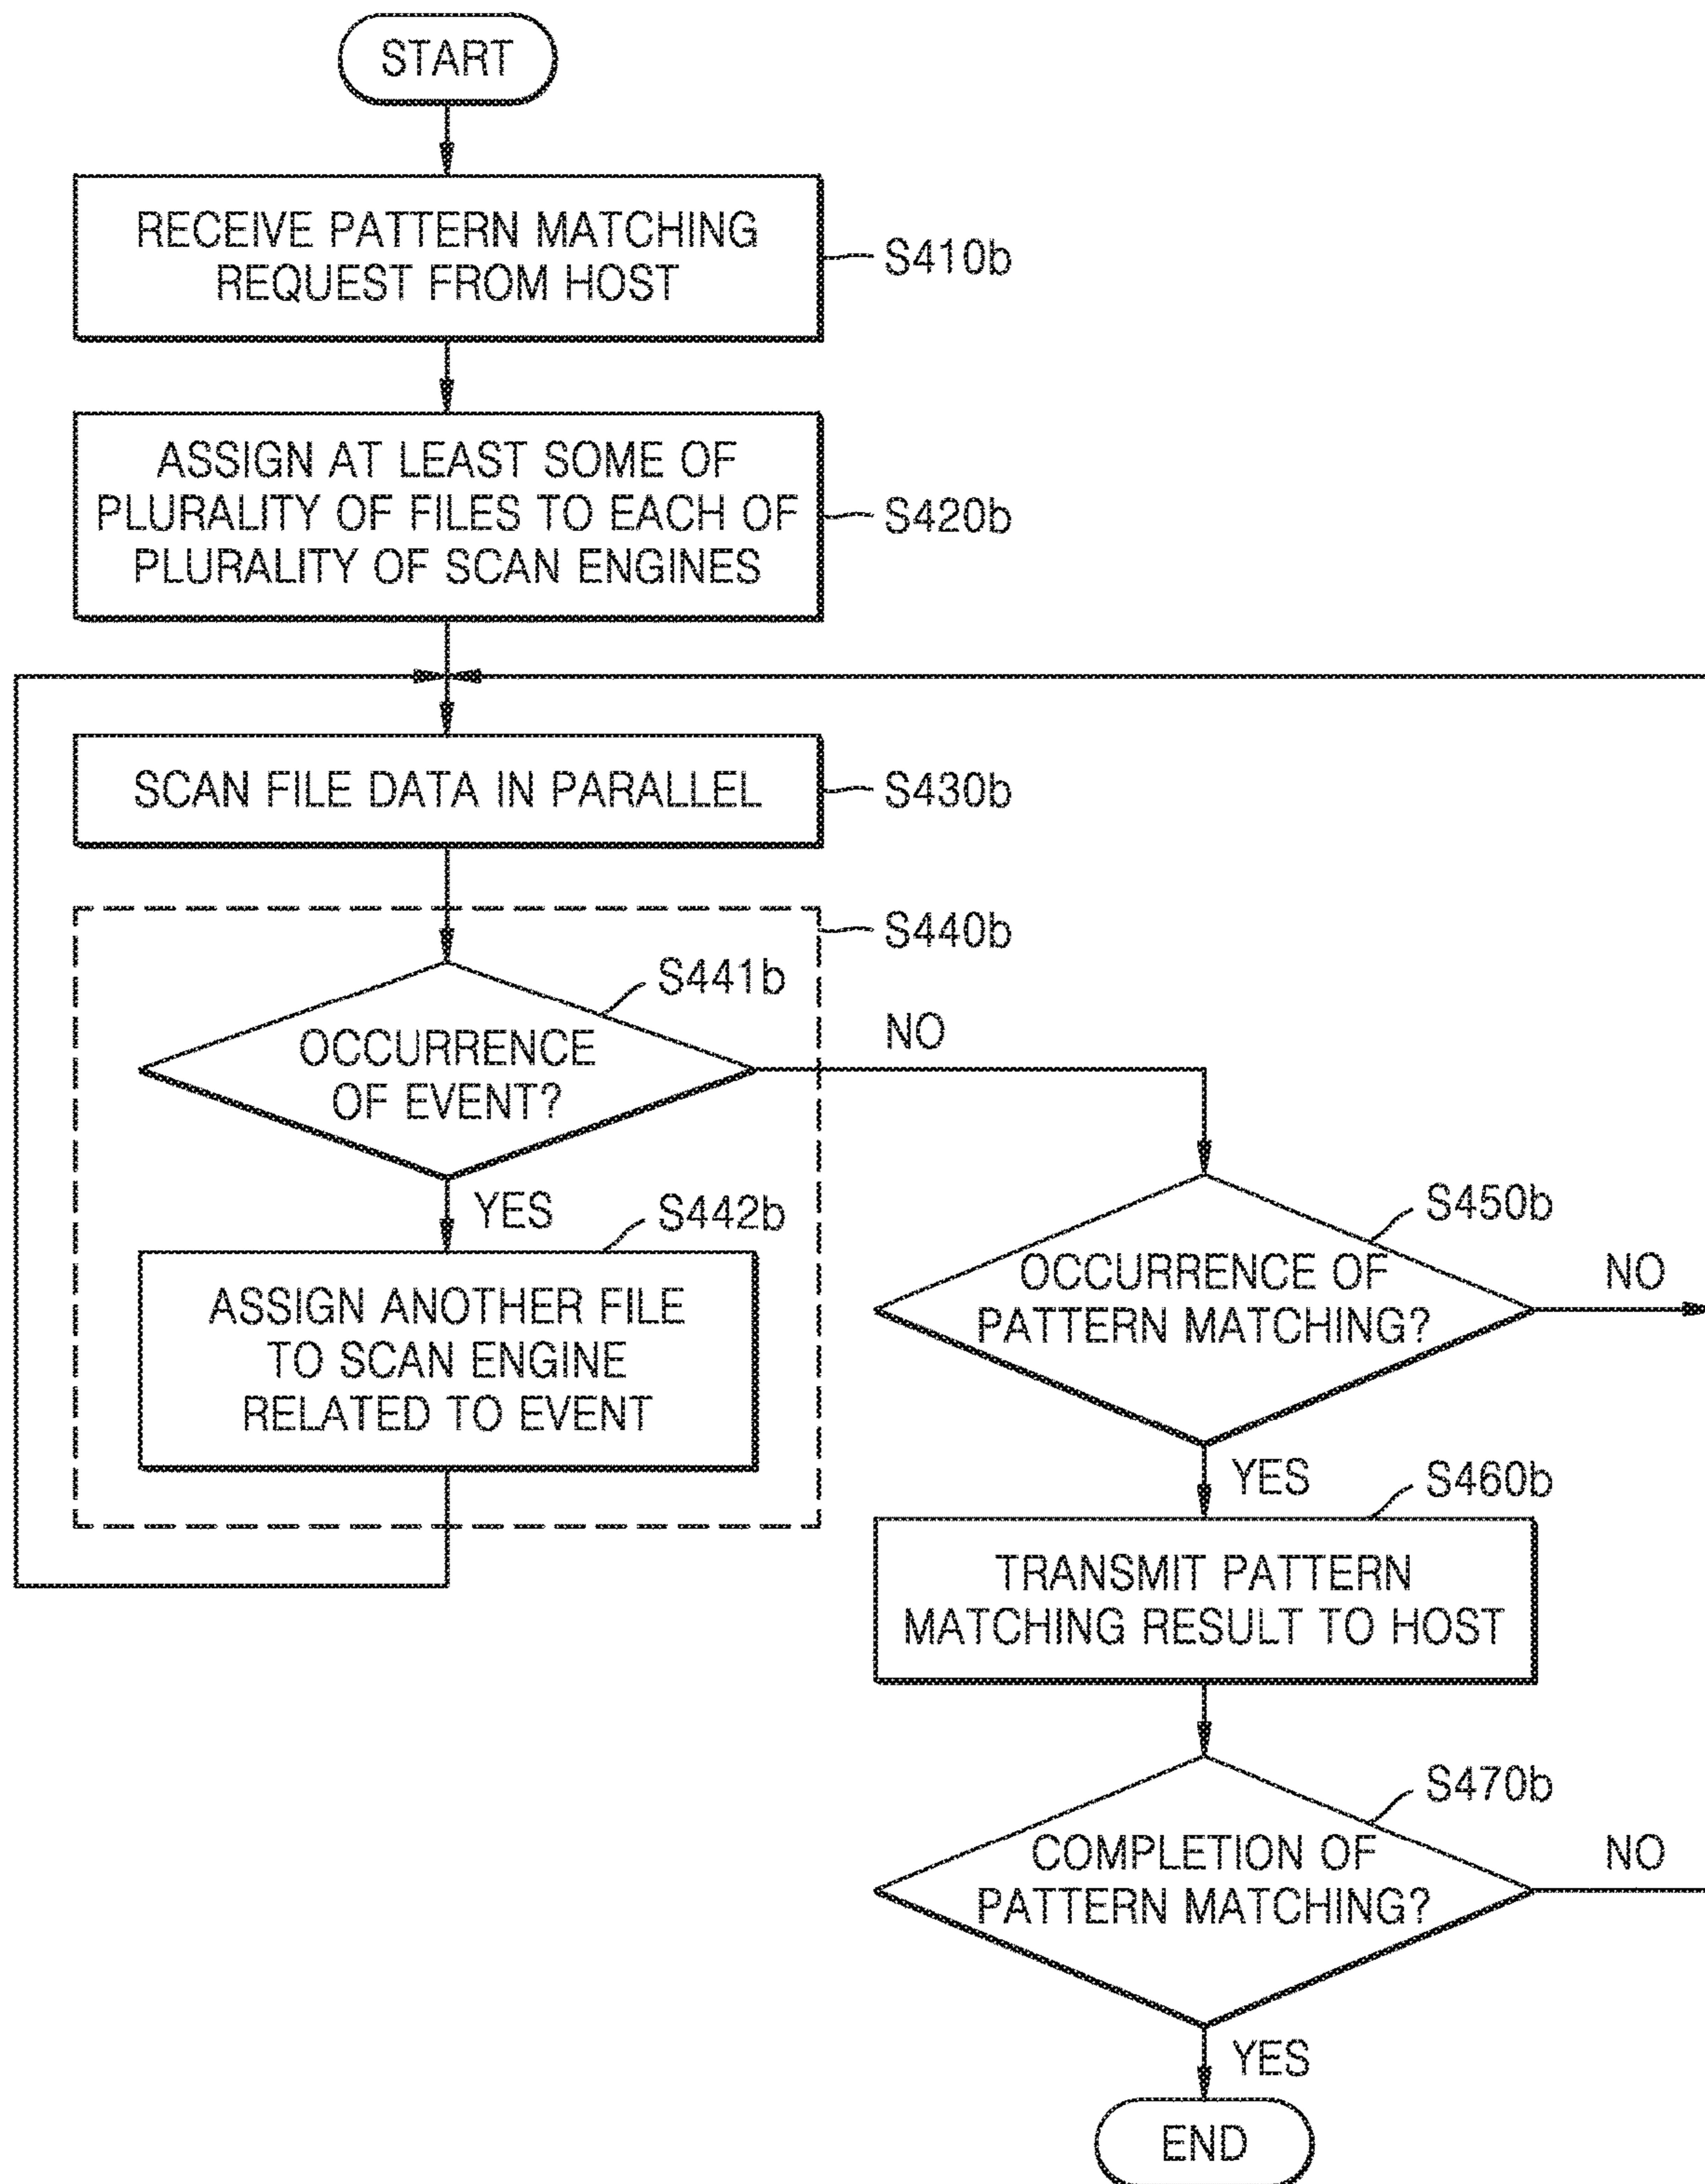 START
RECEIVE PATTERN MATCHING
REQUEST FROM HOST
S410b
ASSIGN AT LEAST SOME OF
PLURALITY OF FILES TO EACH OF
PLURALITY OF SCAN ENGINES
S420b
SCAN FILE DATA IN PARALLEL
S430b
S440b
S441b
OCCURRENCE
OF EVENT?
NO
YES
S442b
ASSIGN ANOTHER FILE
TO SCAN ENGINE
RELATED TO EVENT
S450b
OCCURRENCE OF
PATTERN MATCHING?
NO
YES
S460b
TRANSMIT PATTERN
MATCHING RESULT TO HOST
S470b
COMPLETION OF
PATTERN MATCHING?
NO
YES
END